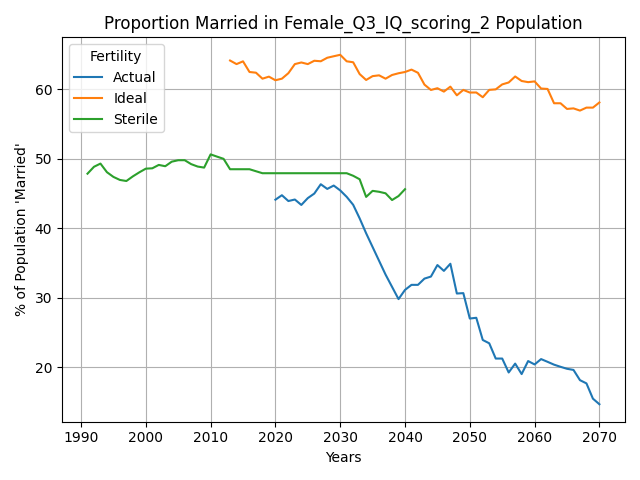 Proportion Married in Female_Q3_IQ_scoring_2 Population
Fertility
Actual
Ideal
Sterile
% of Population 'Married'
60
50
40
30
20
1990 2000 2010 2020 2030 2040 2050 2060 2070
Years